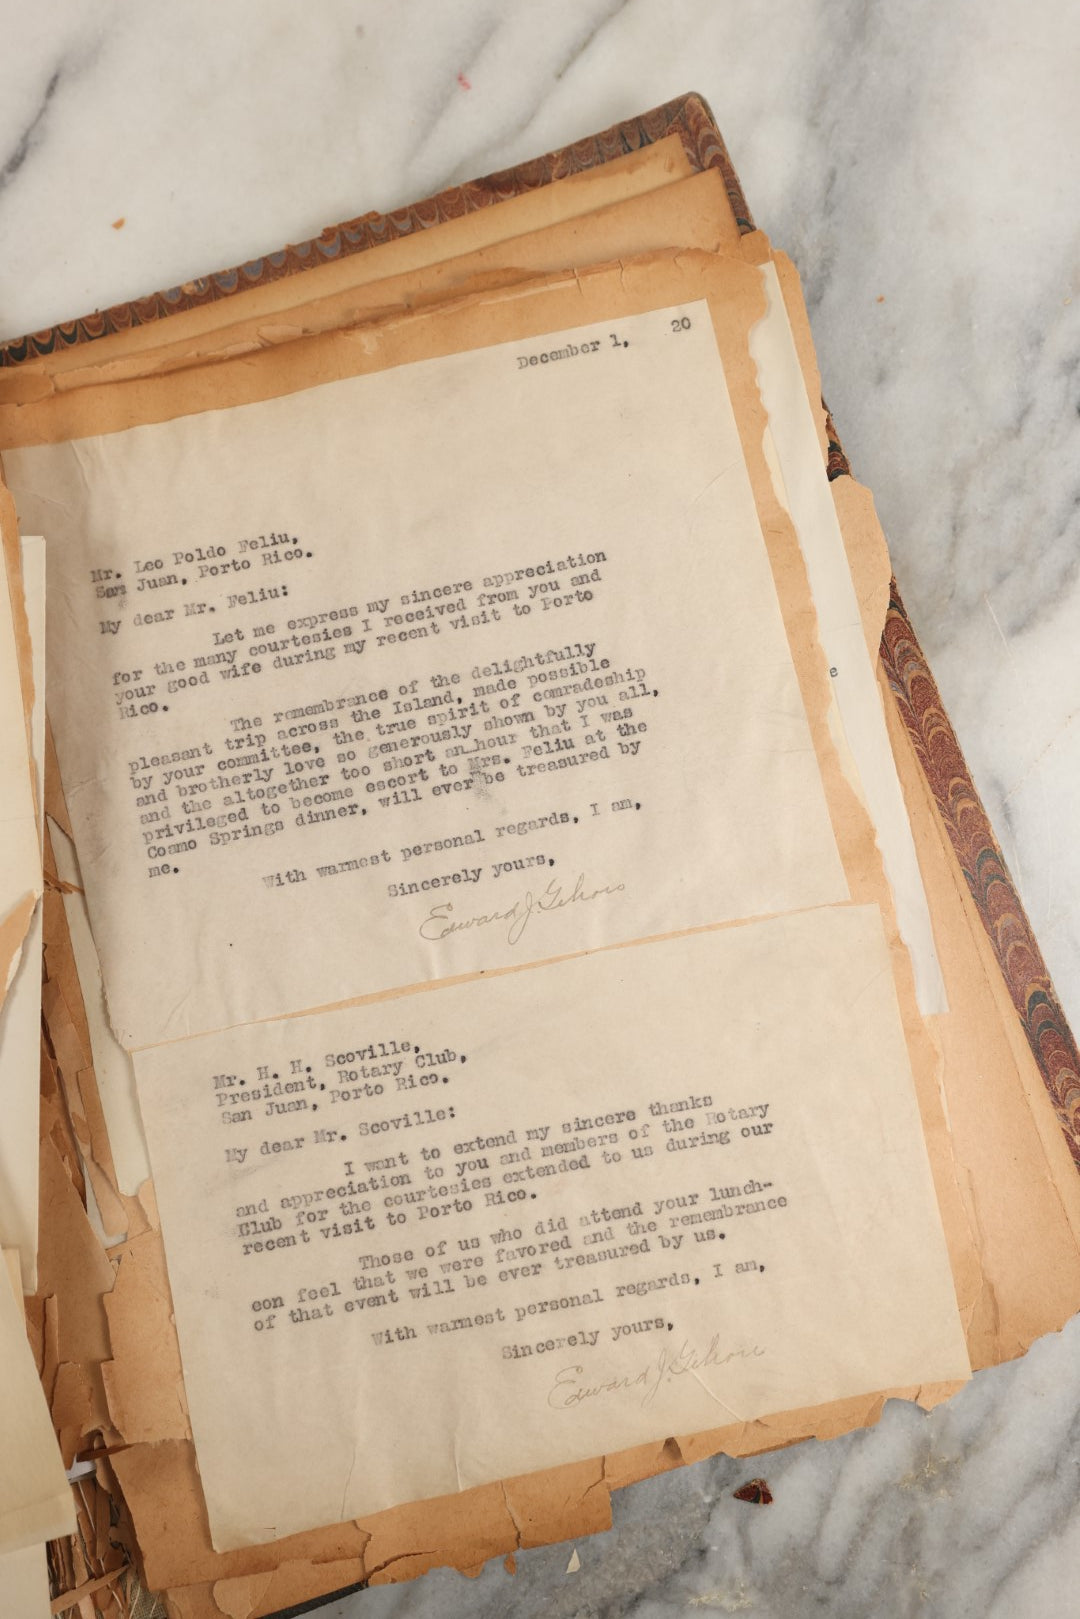 December 1,    20
Mr. Leo Poldo Feliu,
San Juan, Porto Rico.
My dear Mr. Feliu:
Let me express my sincere appreciation
for the many courtesies I received from you and
your good wife during my recent visit to Porto
Rico.
The remembrance of the delightfully
pleasant trip across the Island, made possible
by your committee, the true spirit of comradeship
and brotherly love so generously shown by you all,
and the altogether too short an hour that I was
privileged to become escort to Mrs. Feliu at the
Coamo Springs dinner, will ever be treasured by
me.
With warmest personal regards, I am,
Sincerely yours,
Edward J.
e
Mr. H. H. Scoville,
President, Rotary Club,
San Juan, Porto Rico.
My dear Mr. Scoville:
I want to extend my sincere thanks
and appreciation to you and members of the Rotary
Club for the courtesies extended to us during our
recent visit to Porto Rico.
Those of us who did attend your lunch-
eon feel that we were favored and the remembrance
of that event will be ever treasured by us.
With warmest personal regards, I am,
Sincerely yours,
Edward J.